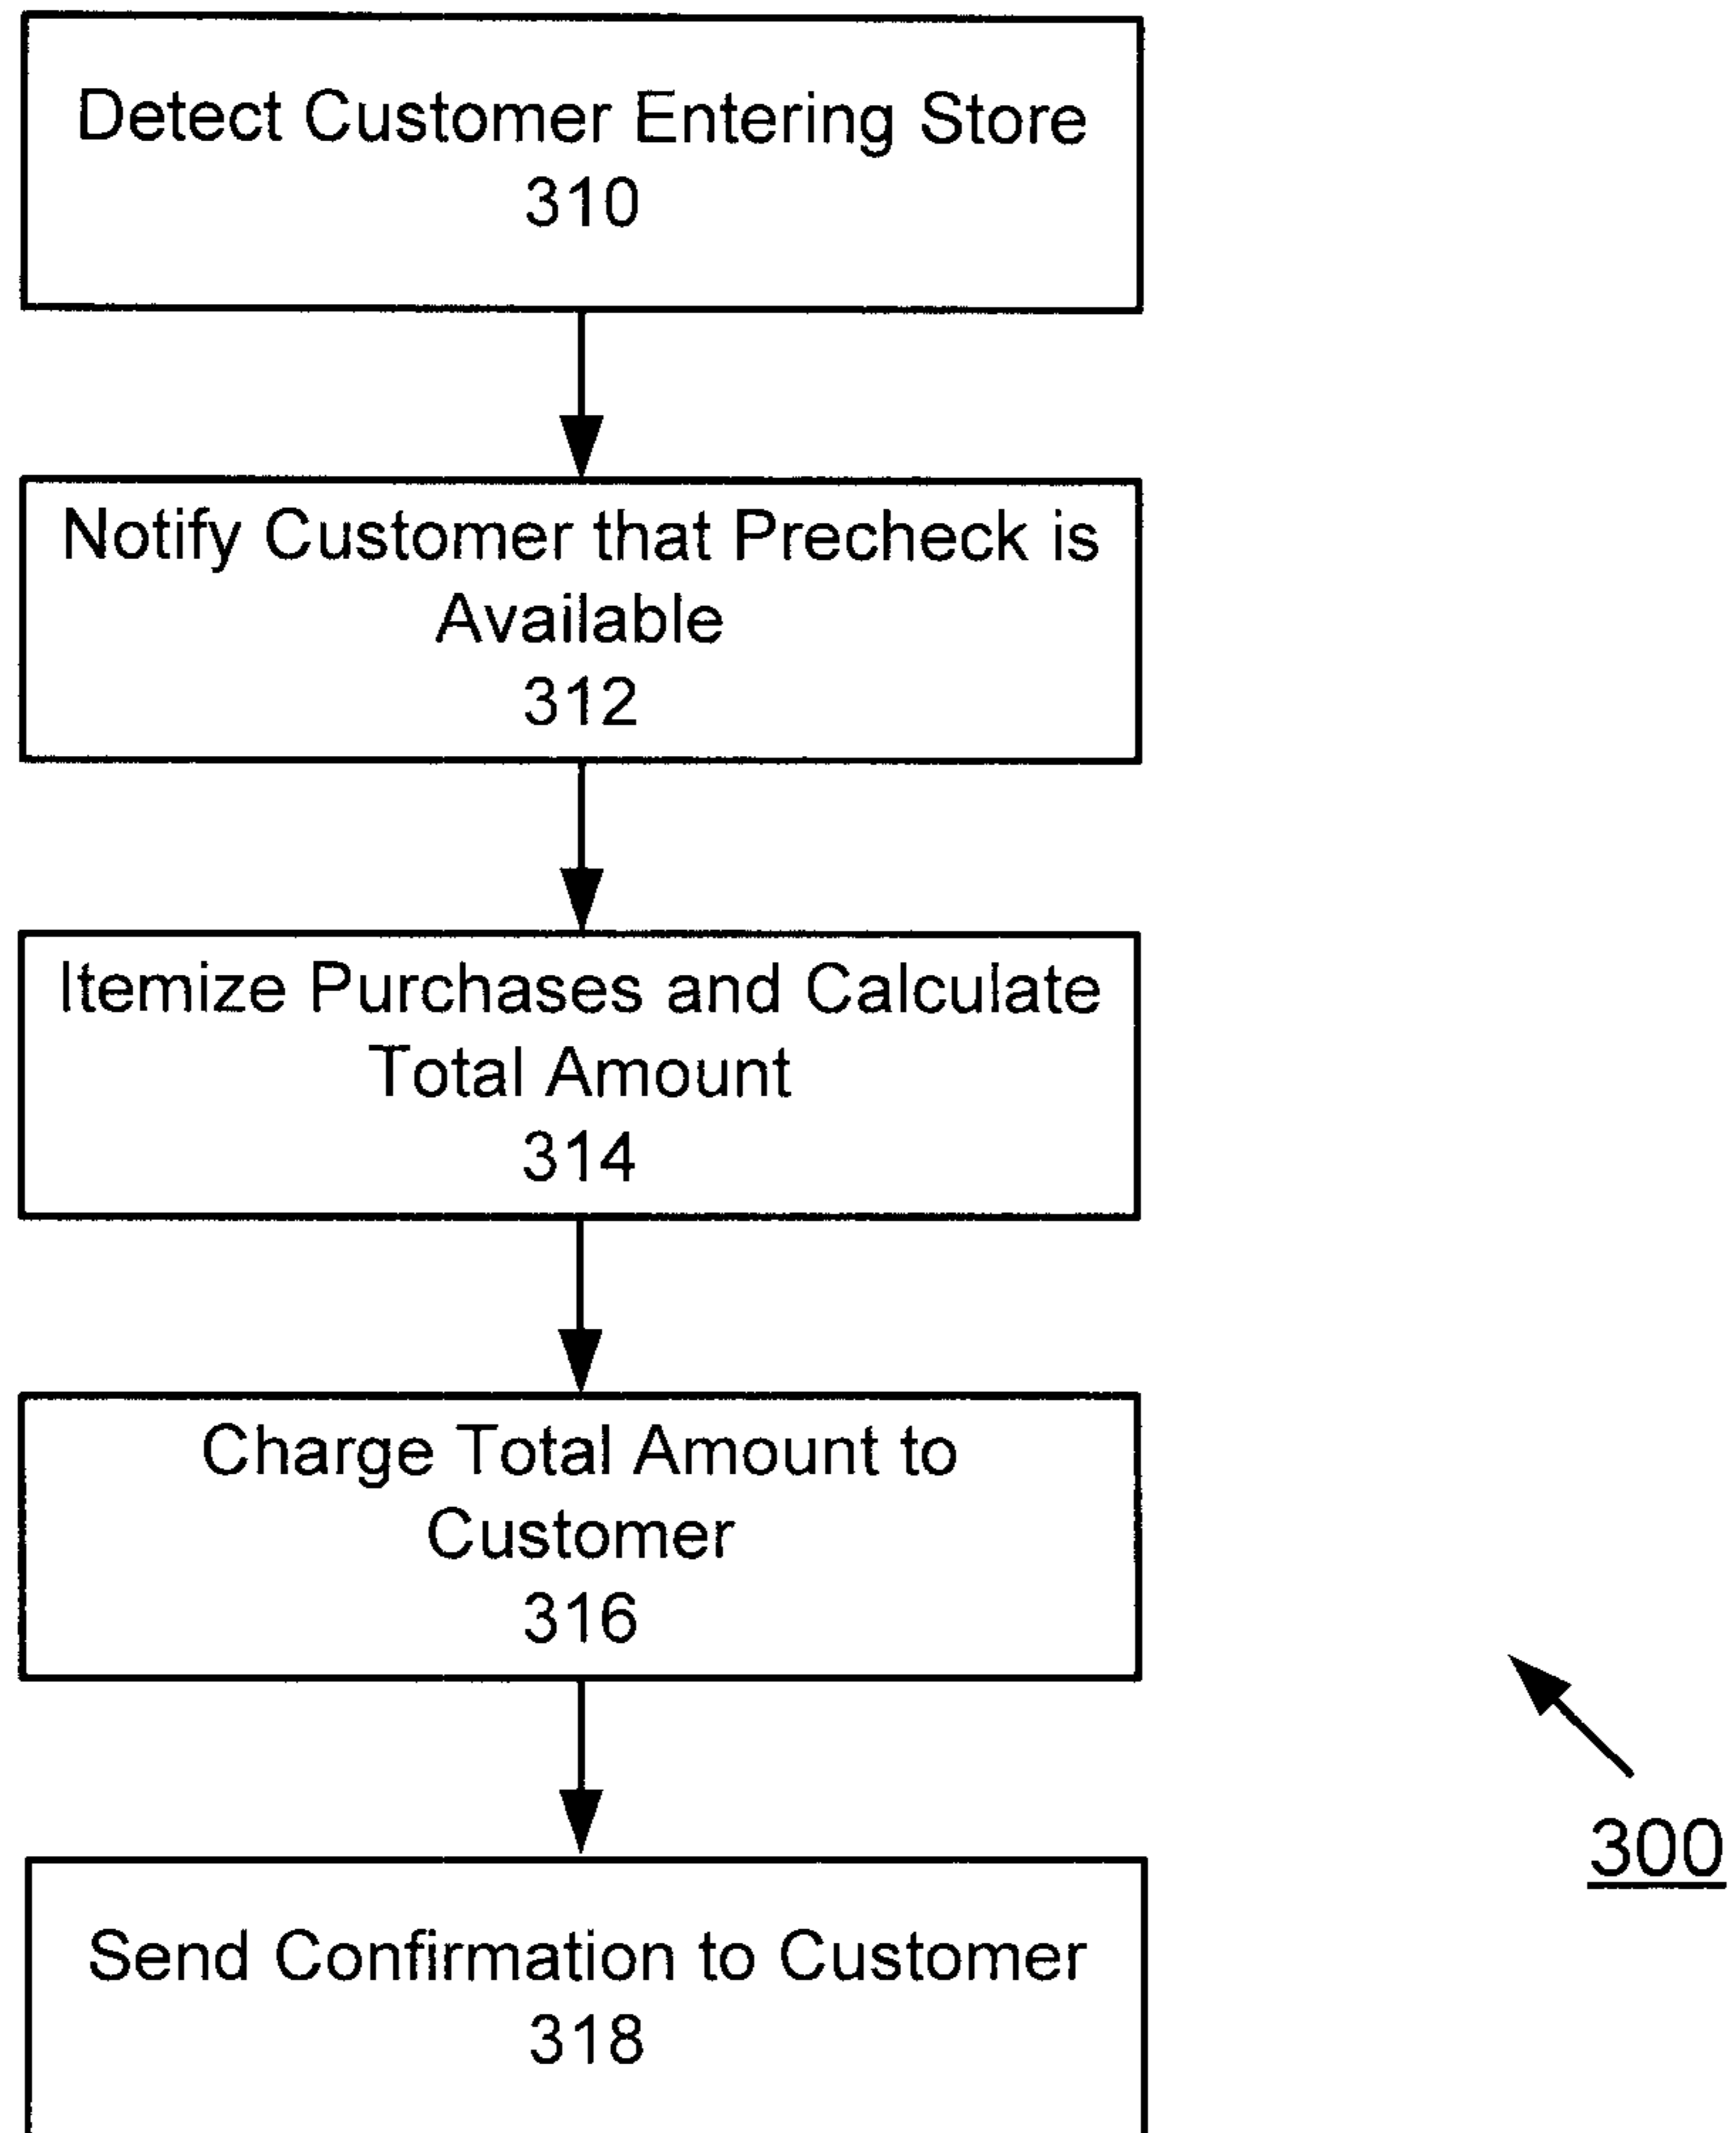 Detect Customer Entering Store
310
Notify Customer that Precheck is
Available
312
Itemize Purchases and Calculate
Total Amount
314
Charge Total Amount to
Customer
316
300
Send Confirmation to Customer
318